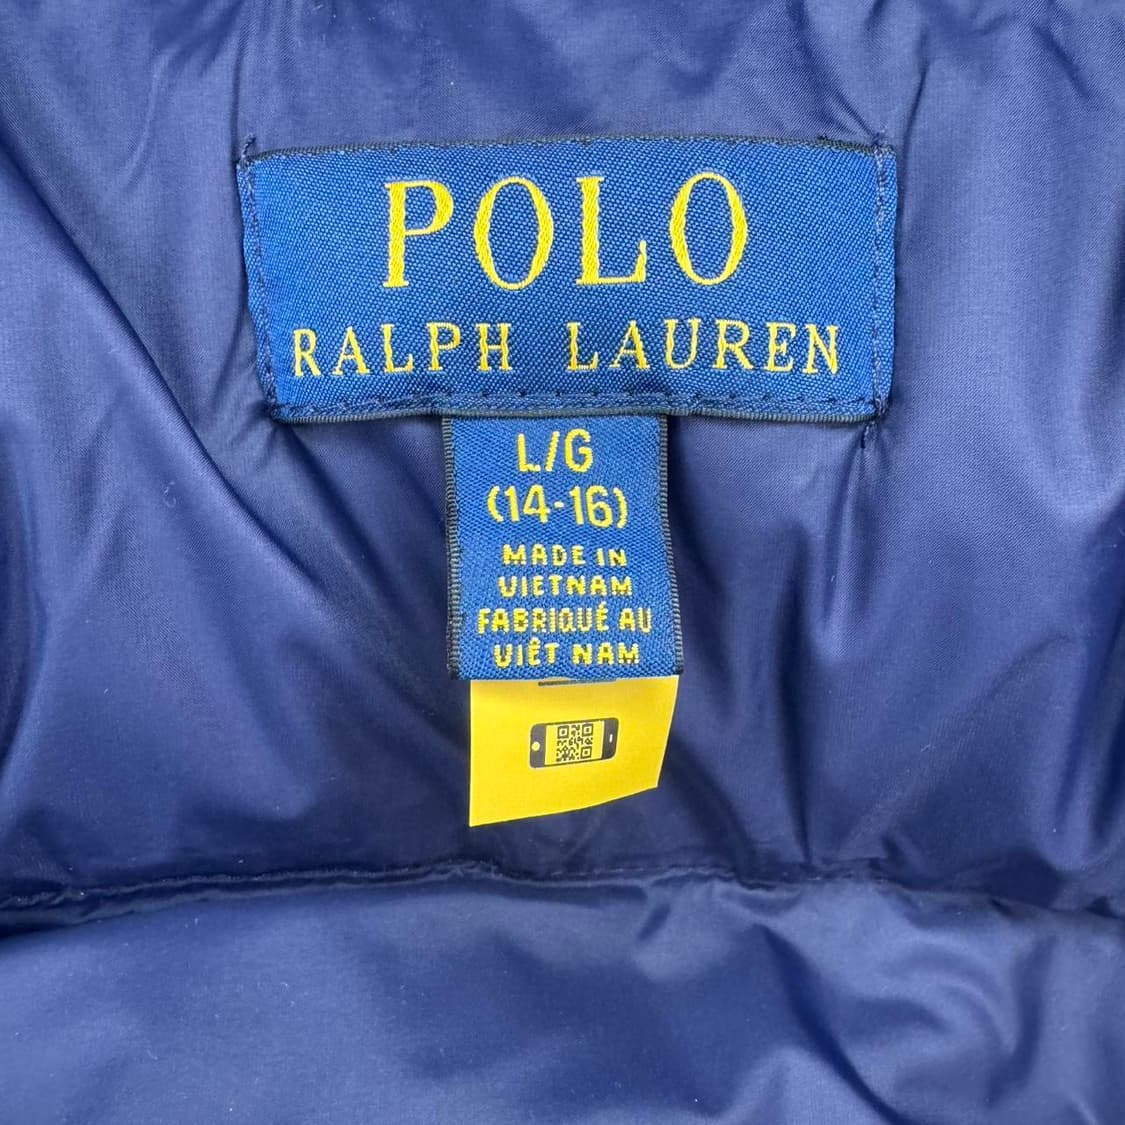 POLO
RALPH LAUREN
L/G
(14-16)
MADE IN
VIETNAM
FABRIQUÉ AU
VIÊT NAM